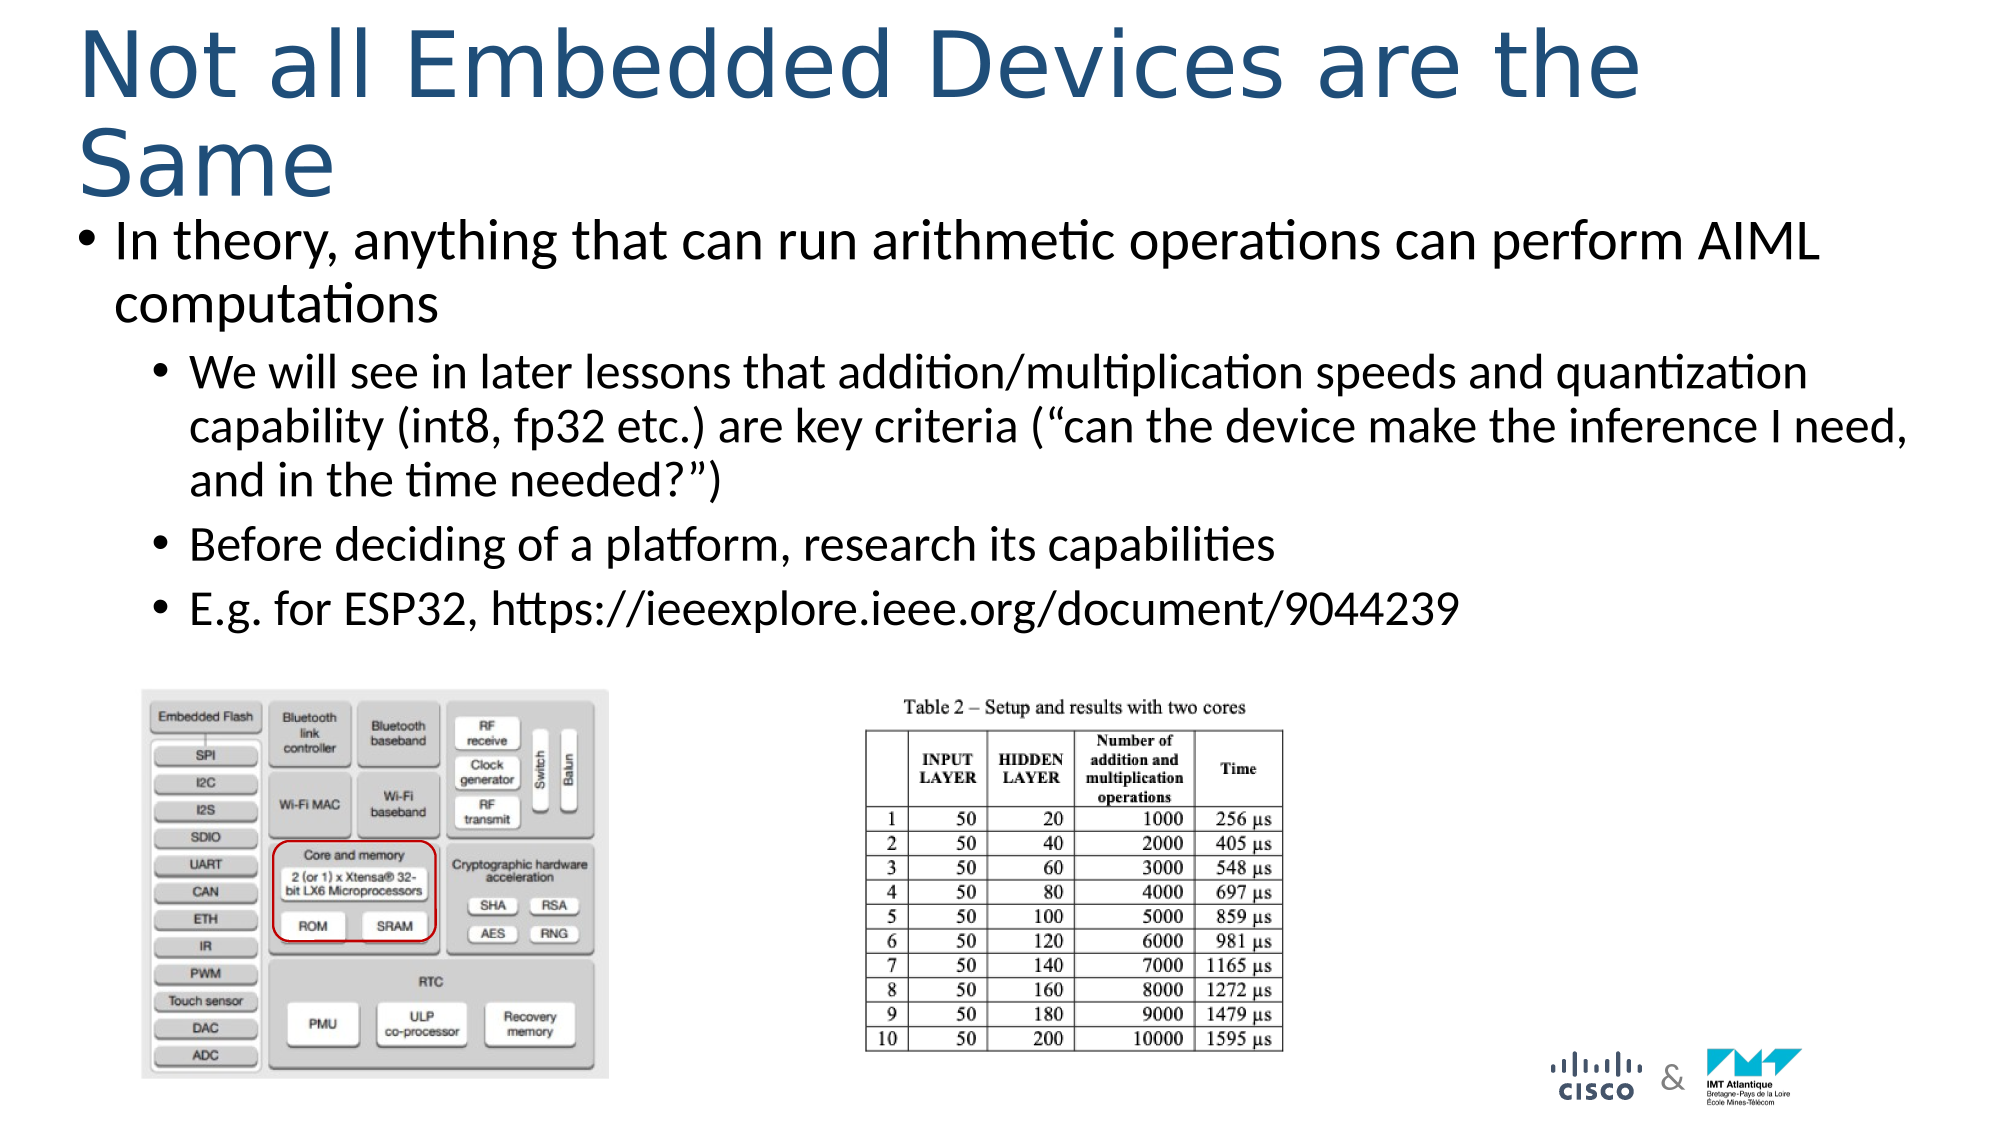 Not all Embedded Devices are the
Same
• In theory, anything that can run arithmetic operations can perform AIML
computations
• We will see in later lessons that addition/multiplication speeds and quantization
capability (int8, fp32 etc.) are key criteria (“can the device make the inference I need,
and in the time needed?”)
• Before deciding of a platform, research its capabilities
• E.g. for ESP32, https://ieeexplore.ieee.org/document/9044239
Embedded Flash
SPI
I2C
I2S
SDIO
UART
CAN
ETH
IR
PWM
Touch sensor
DAC
ADC
Bluetooth
link
controller
Bluetooth
baseband
Wi-Fi MAC
Wi-Fi
baseband
RF
receive
Clock
generator
RF
transmit
Switch
Balun
Core and memory
2 (or 1) x Xtensa® 32-
bit LX6 Microprocessors
ROM SRAM
Cryptographic hardware
acceleration
SHA RSA
AES RNG
RTC
PMU
ULP
co-processor
Recovery
memory
Table 2 – Setup and results with two cores
INPUT
LAYER
HIDDEN
LAYER
Number of
addition and
multiplication
operations
Time
1 50 20 1000 256 µs
2 50 40 2000 405 µs
3 50 60 3000 548 µs
4 50 80 4000 697 µs
5 50 100 5000 859 µs
6 50 120 6000 981 µs
7 50 140 7000 1165 µs
8 50 160 8000 1272 µs
9 50 180 9000 1479 µs
10 50 200 10000 1595 µs
CISCO
&
IMT Atlantique
Bretagne-Pays de la Loire
École Mines-Télécom